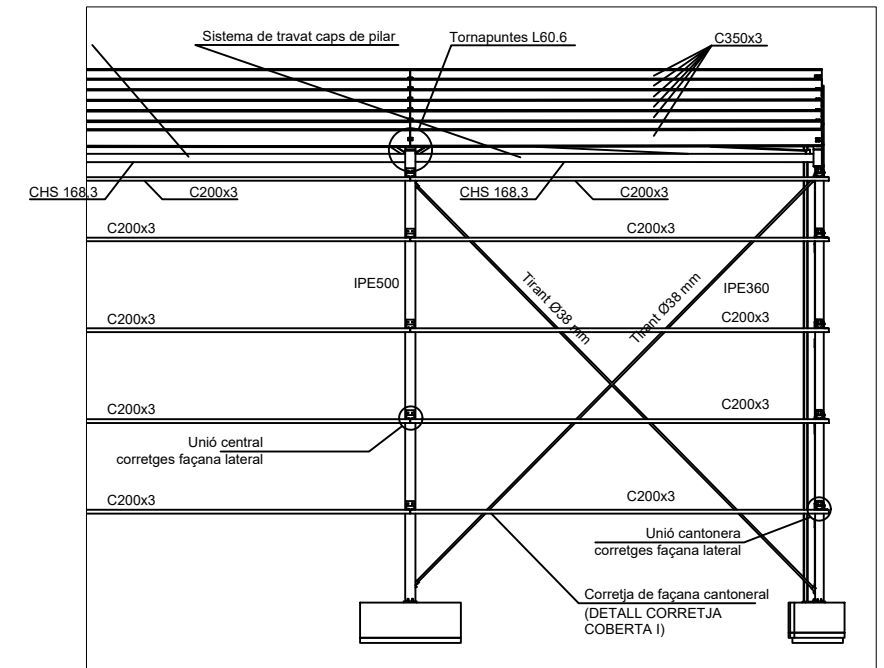 Sistema de travat caps de pilar
Tornapuntes L60.6
C350x3
CHS 168,3
C200x3
CHS 168,3
C200x3
C200x3
C200x3
IPE500
Tirant Ø38 mm
Tirant Ø38 mm
IPE360
C200x3
C200x3
C200x3
C200x3
Unió central
corretges façana lateral
C200x3
C200x3
Unió cantonera
corretges façana lateral
Corretja de façana cantoneral
(DETALL CORRETJA
COBERTA I)